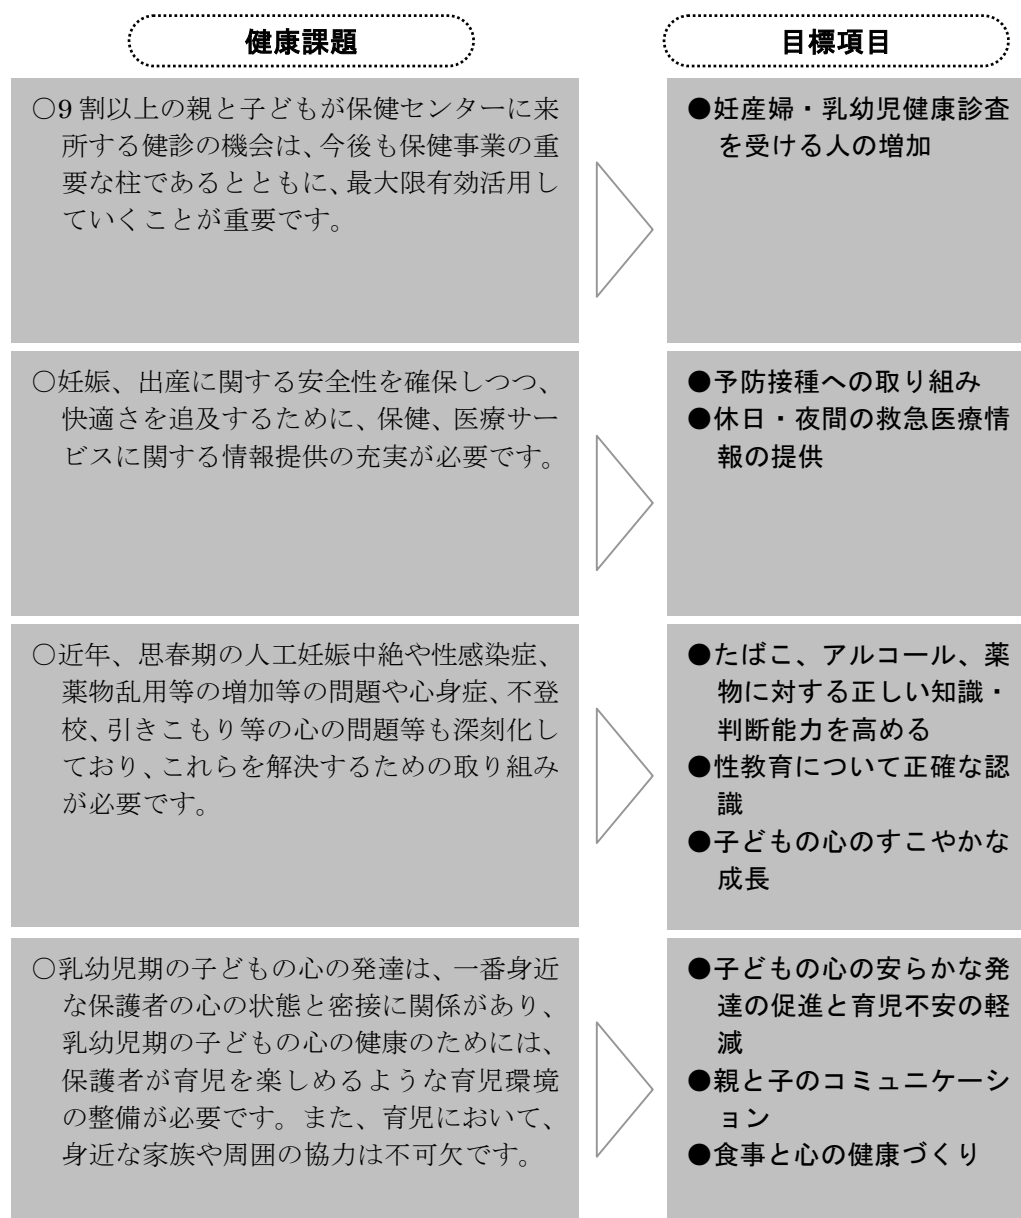 健康課題
目標項目
○9 割以上の親と子どもが保健センターに来
所する健診の機会は、今後も保健事業の重
要な柱であるとともに、最大限有効活用し
ていくことが重要です。
●妊産婦・乳幼児健康診査
を受ける人の増加
○妊娠、出産に関する安全性を確保しつつ、
快適さを追及するために、保健、医療サー
ビスに関する情報提供の充実が必要です。
●予防接種への取り組み
●休日・夜間の救急医療情
報の提供
○近年、思春期の人工妊娠中絶や性感染症、
薬物乱用等の増加等の問題や心身症、不登
校、引きこもり等の心の問題等も深刻化し
ており、これらを解決するための取り組み
が必要です。
●たばこ、アルコール、薬
物に対する正しい知識・
判断能力を高める
●性教育について正確な認
識
●子どもの心のすこやかな
成長
○乳幼児期の子どもの心の発達は、一番身近
な保護者の心の状態と密接に関係があり、
乳幼児期の子どもの心の健康のためには、
保護者が育児を楽しめるような育児環境
の整備が必要です。また、育児において、
身近な家族や周囲の協力は不可欠です。
●子どもの心の安らかな発
達の促進と育児不安の軽
減
●親と子のコミュニケーシ
ョン
●食事と心の健康づくり